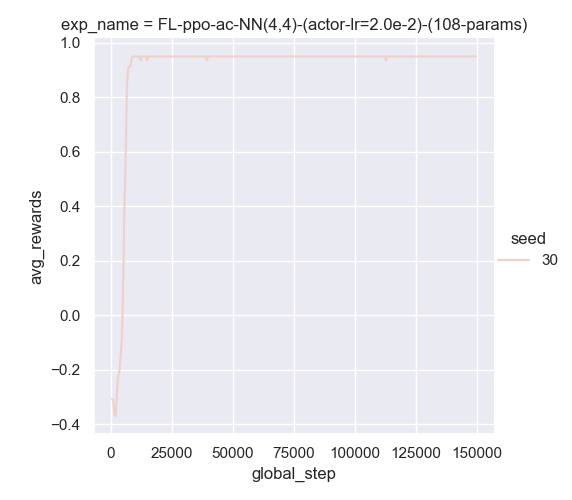 exp_name = FL-ppo-ac-NN(4,4)-(actor-lr=2.0e-2)-(108-params)
1.0
0.8
0.6
0.4
0.2
0.0
−0.2
−0.4
avg_rewards
0 25000 50000 75000 100000 125000 150000
global_step
seed
30